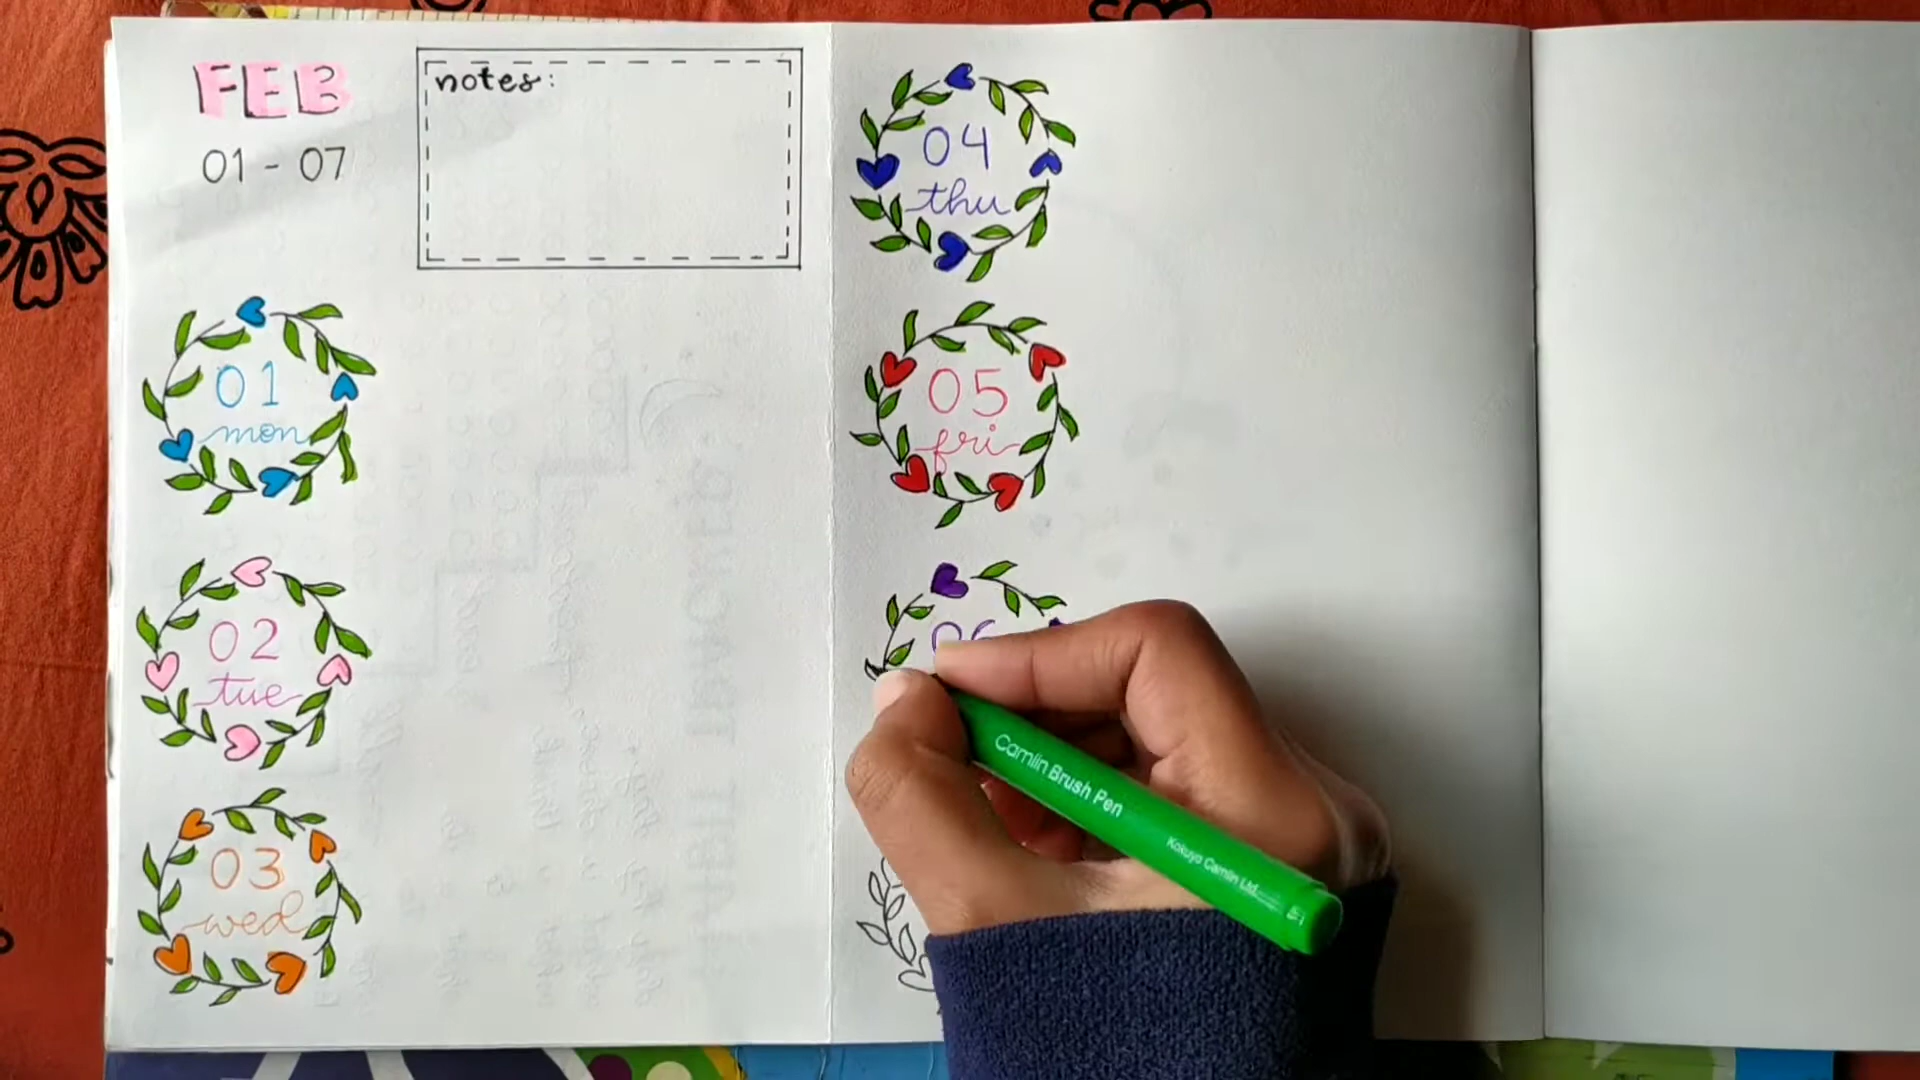 FEB
01 - 07
notes:
01
mon
02
tue
03
wed
04
thu
05
fri
06
Camlin Brush Pen
Kokuyo Camlin Ltd.